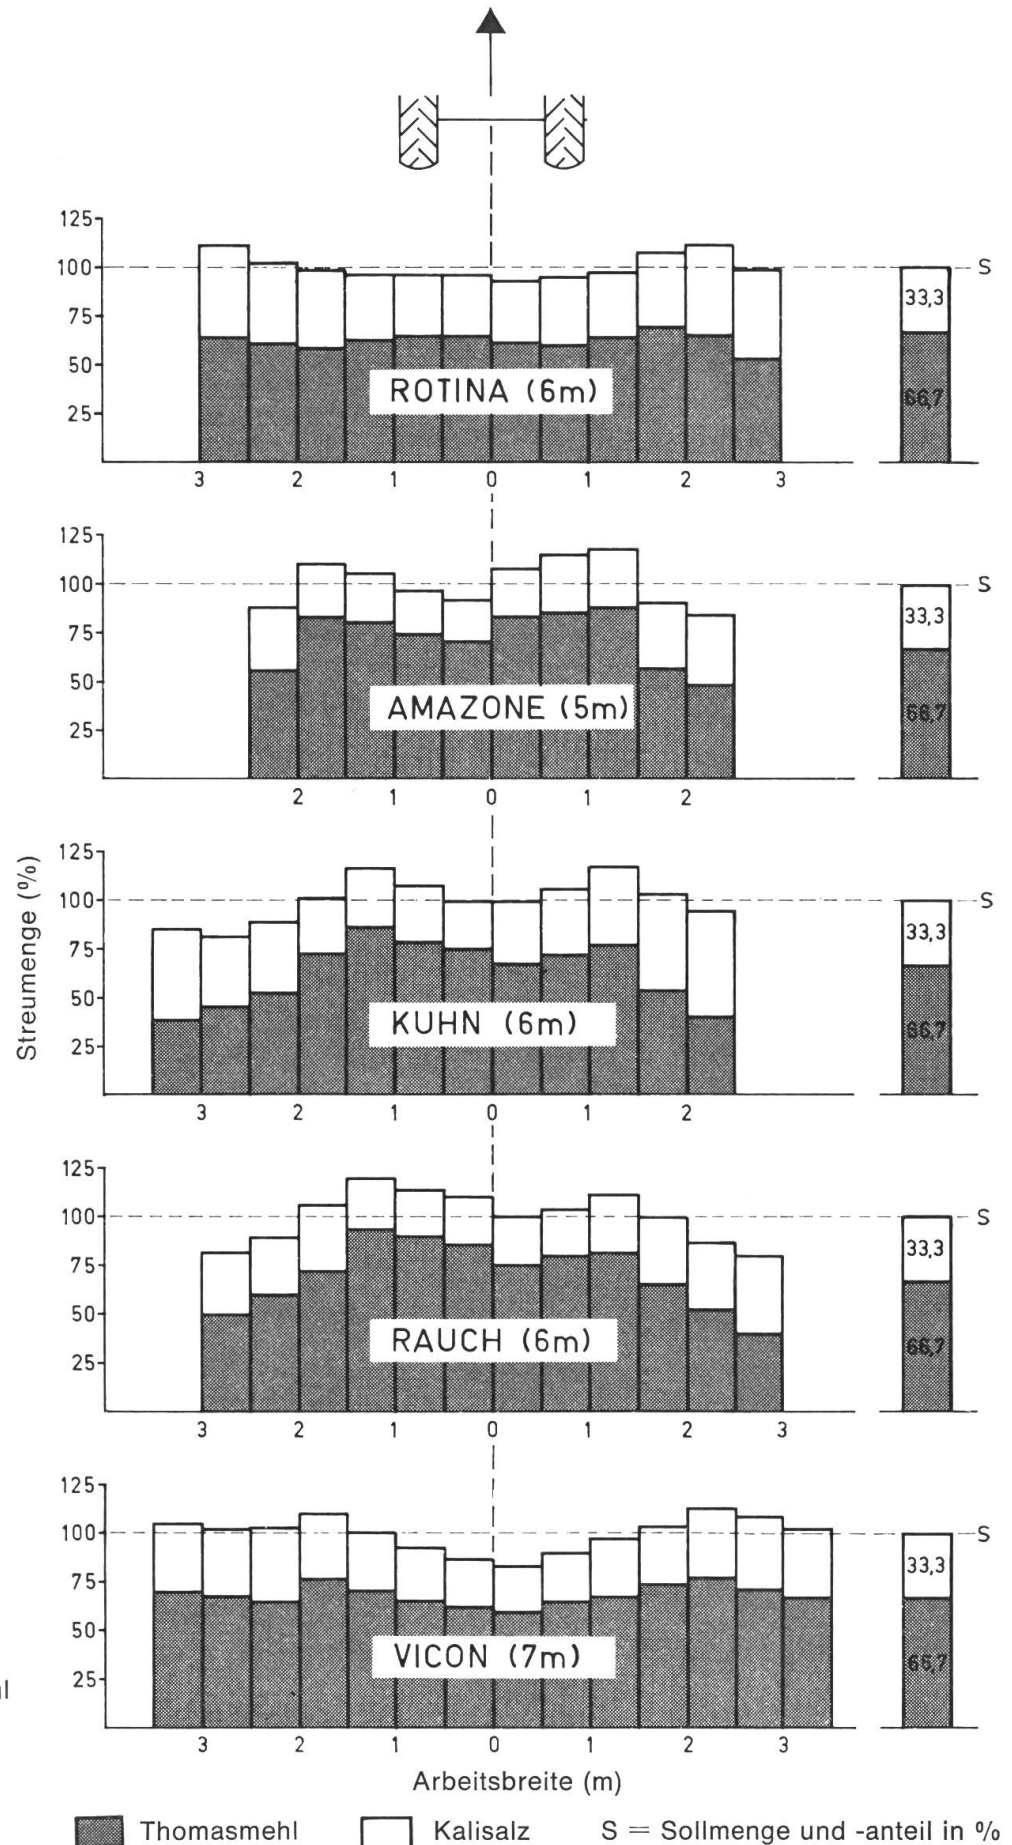 125
100
75
50
25
S
33,3
66,7
ROTINA (6m)
3 2 1 0 1 2 3
125
100
75
50
25
S
33,3
66,7
AMAZONE (5m)
2 1 0 1 2
Streumenge (%)
125
100
75
50
25
S
33,3
66,7
KUHN (6m)
3 2 1 0 1 2
125
100
75
50
25
S
33,3
66,7
RAUCH (6m)
3 2 1 0 1 2 3
125
100
75
50
25
S
33,3
66,7
VICON (7m)
3 2 1 0 1 2 3
Arbeitsbreite (m)
Thomasmehl Kalisalz S = Sollmenge und -anteil in %